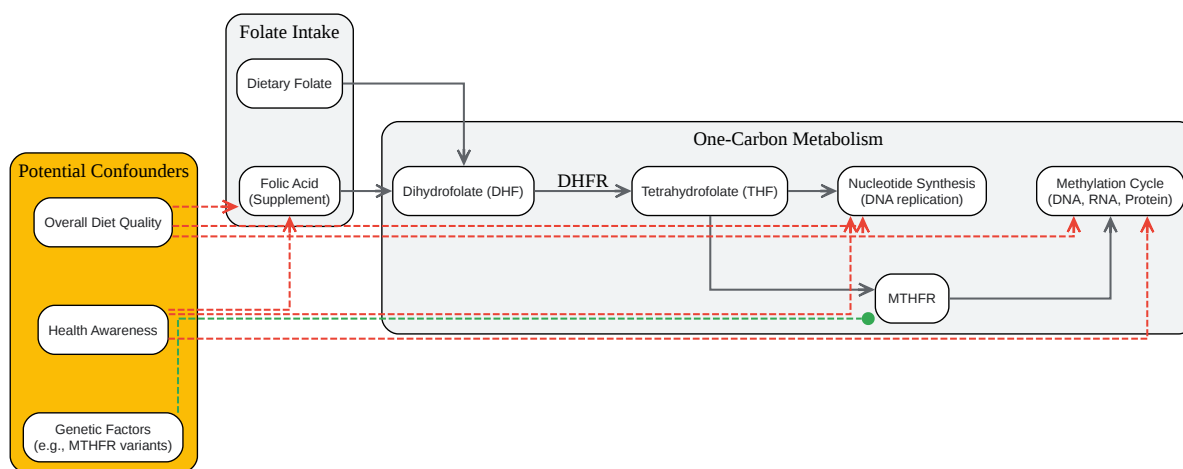 Folate Intake
Dietary Folate
One-Carbon Metabolism
Potential Confounders
Folic Acid
(Supplement)
Dihydrofolate (DHF)
DHFR
Tetrahydrofolate (THF)
Nucleotide Synthesis
(DNA replication)
Methylation Cycle
(DNA, RNA, Protein)
Overall Diet Quality
MTHFR
Health Awareness
Genetic Factors
(e.g., MTHFR variants)